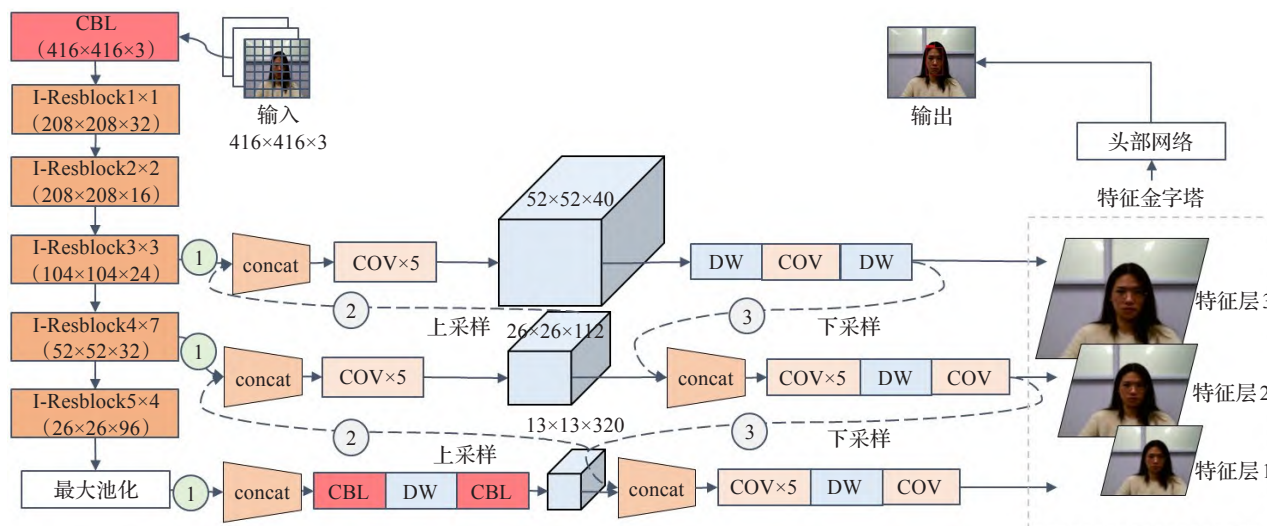 CBL
（416×416×3）
输入
416×416×3
输出
I-Resblock1×1
（208×208×32）
头部网络
I-Resblock2×2
（208×208×16）
52×52×40
特征金字塔
I-Resblock3×3
（104×104×24）
1
concat
COV×5
DW
COV
DW
2
上采样
3
下采样
特征层3
I-Resblock4×7
（52×52×32）
1
26×26×112
concat
COV×5
concat
COV×5
DW
COV
特征层2
I-Resblock5×4
（26×26×96）
2
上采样
13×13×320
3
下采样
最大池化
1
concat
CBL
DW
CBL
concat
COV×5
DW
COV
特征层1